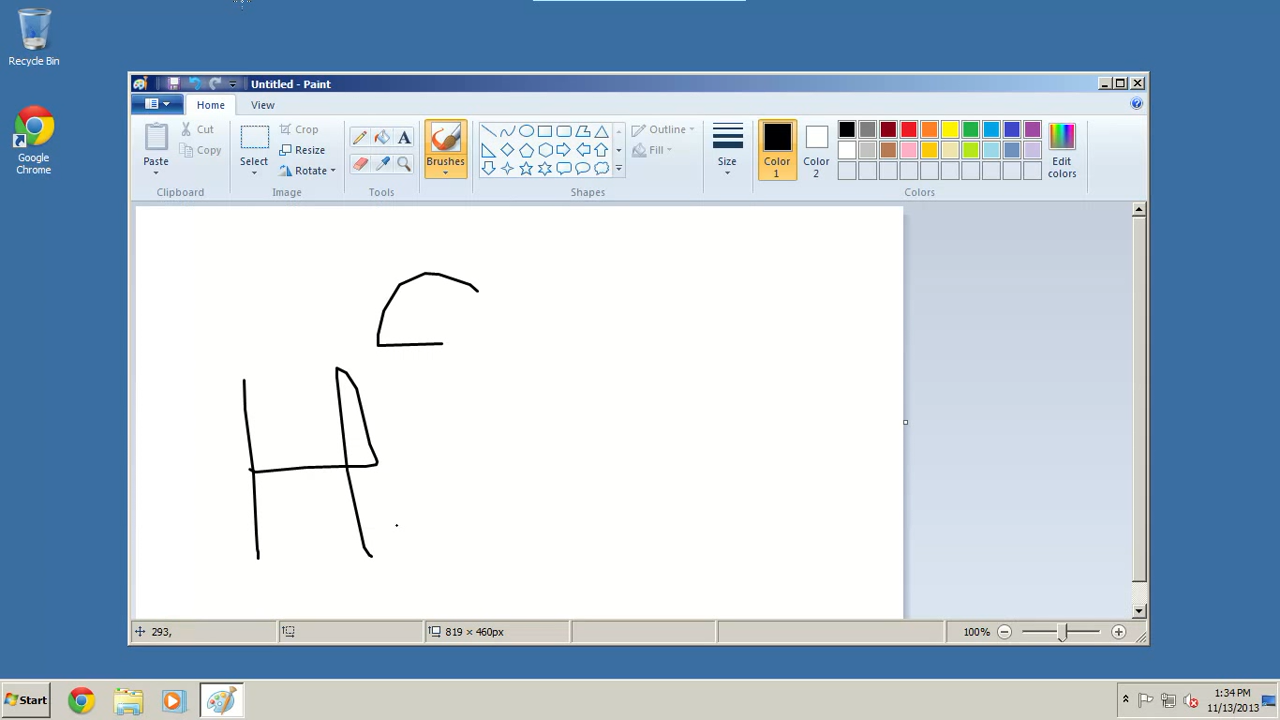 Recycle Bin
Google
Chrome
Untitled - Paint
Home View
Paste
Cut
Copy
Clipboard
Select
Crop
Resize
Rotate
Image
A
Tools
Brushes
Outline
Fill
Shapes
Size
Color
1
Color
2
Edit
colors
Colors
H
293,
819 × 460px
100%
Start
1:34 PM
11/13/2013